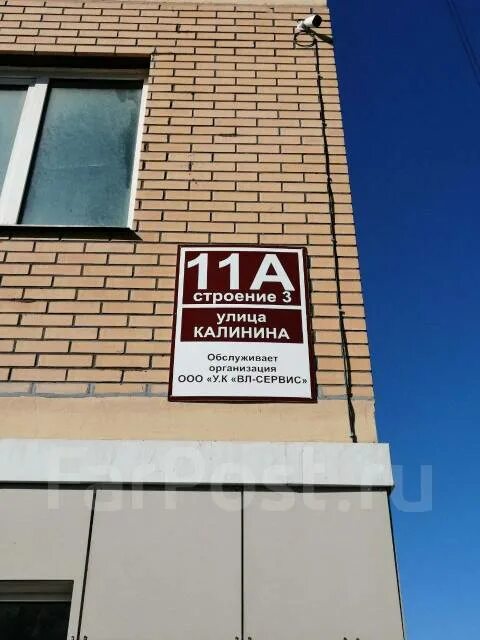 11А
строение 3
улица
КАЛИНИНА
Обслуживает
организация
ООО «У.К «ВЛ-СЕРВИС»
FarPost.ru